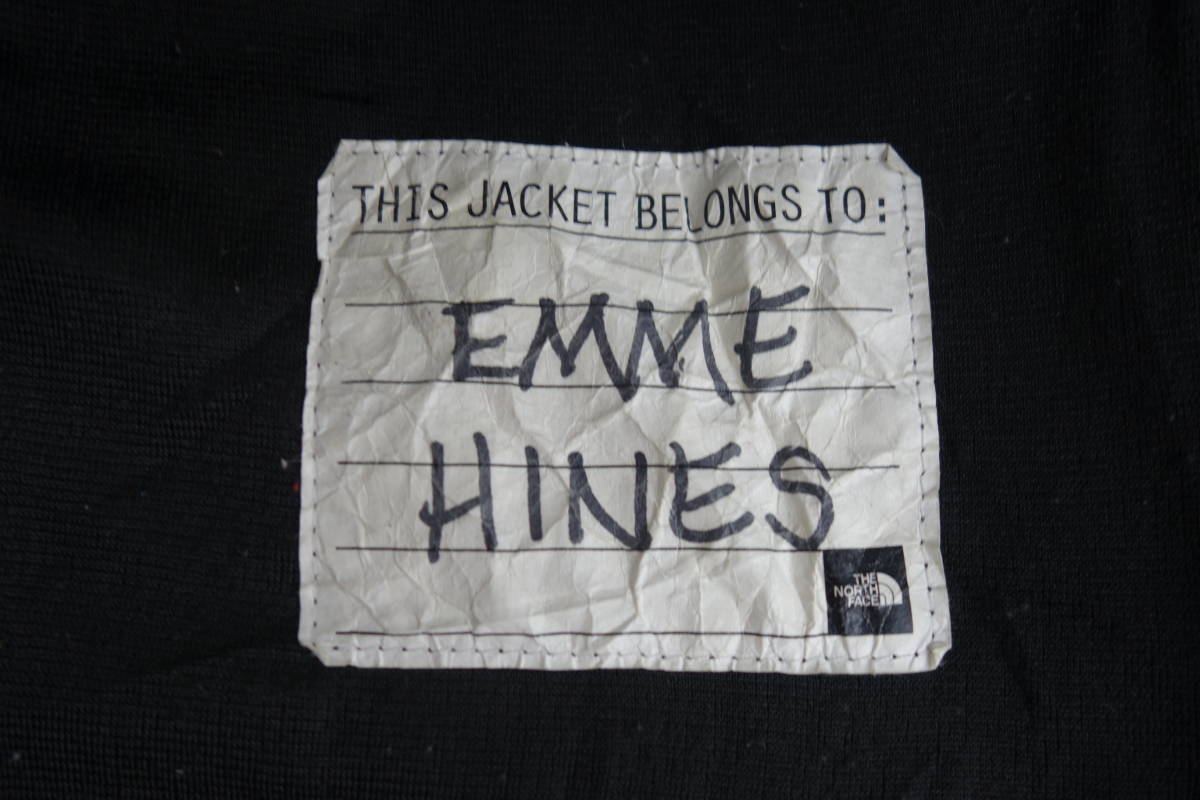 THIS JACKET BELONGS TO:
EMME
HINES
THE
NORTH
FACE